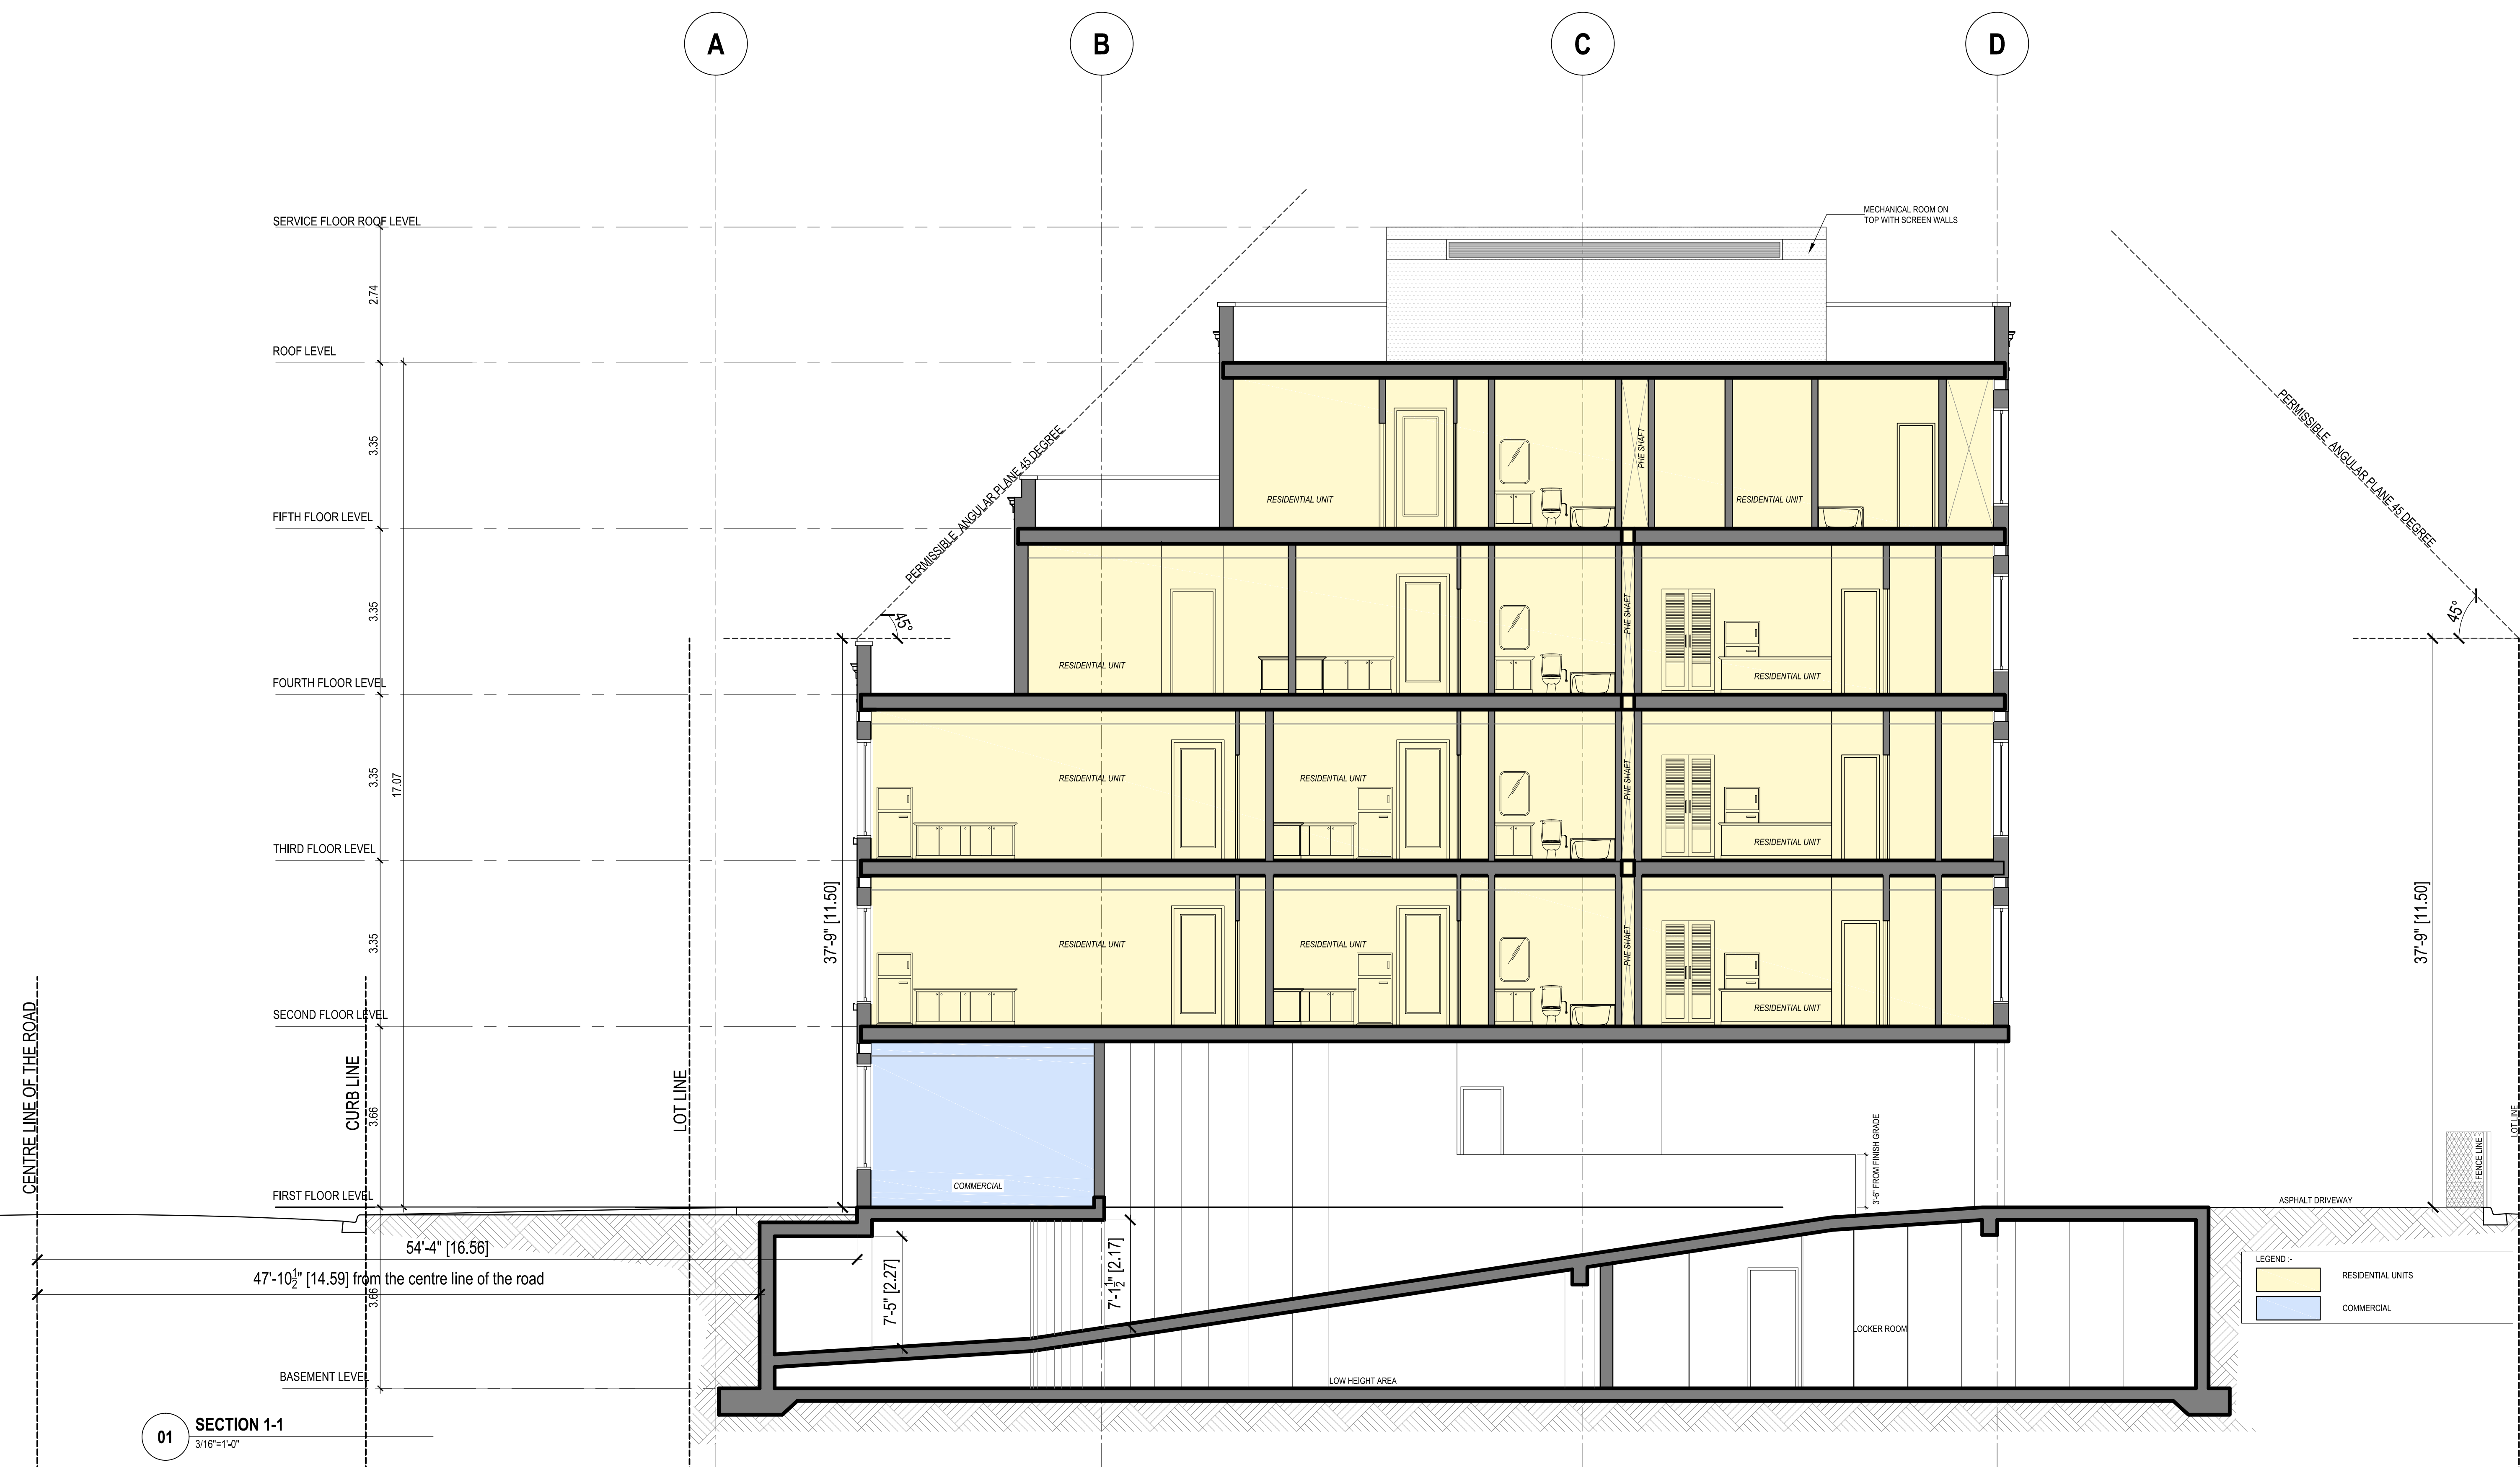 A
B
C
D
SERVICE FLOOR ROOF LEVEL
MECHANICAL ROOM ON
TOP WITH SCREEN WALLS
2.74
ROOF LEVEL
PERMISSIBLE ANGULAR PLANE 45 DEGREE
PERMISSIBLE ANGULAR PLANE 45 DEGREE
3.35
RESIDENTIAL UNIT
PHE SHAFT
RESIDENTIAL UNIT
FIFTH FLOOR LEVEL
3.35
45°
45°
PHE SHAFT
RESIDENTIAL UNIT
RESIDENTIAL UNIT
FOURTH FLOOR LEVEL
3.35
17.07
RESIDENTIAL UNIT
RESIDENTIAL UNIT
PHE SHAFT
RESIDENTIAL UNIT
THIRD FLOOR LEVEL
37'-9" [11.50]
37'-9" [11.50]
3.35
RESIDENTIAL UNIT
RESIDENTIAL UNIT
PHE SHAFT
RESIDENTIAL UNIT
SECOND FLOOR LEVEL
CENTRE LINE OF THE ROAD
CURB LINE
3.66
LOT LINE
LOT LINE
FENCE LINE
3'-6" FROM FINISH GRADE
COMMERCIAL
FIRST FLOOR LEVEL
ASPHALT DRIVEWAY
54'-4" [16.56]
47'-10½" [14.59] from the centre line of the road
3.66
7'-5" [2.27]
7'-1½" [2.17]
LEGEND :-
RESIDENTIAL UNITS
COMMERCIAL
LOCKER ROOM
BASEMENT LEVEL
LOW HEIGHT AREA
01
SECTION 1-1
3/16"=1'-0"